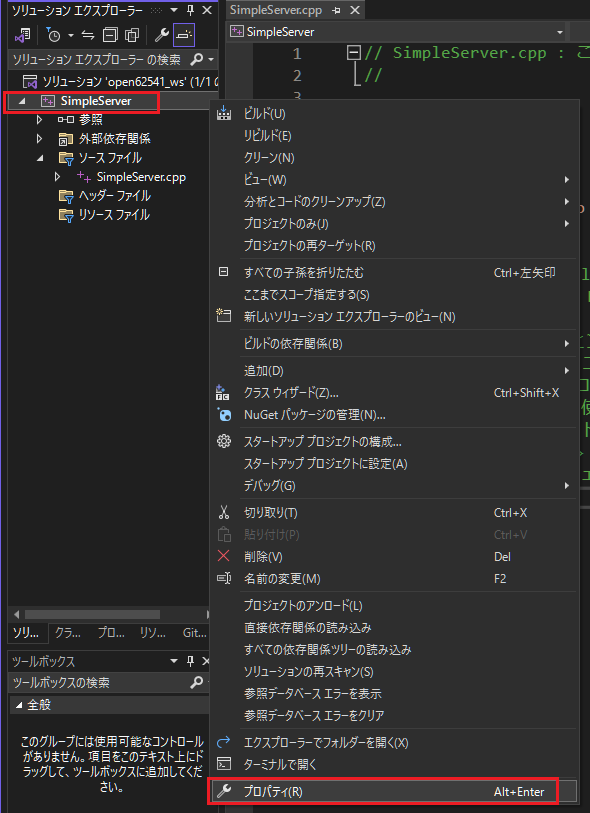 ソリューション エクスプローラー
ソリューション エクスプローラー の検索
ソリューション 'open62541_ws' (1/1 の
SimpleServer
参照
外部依存関係
ソース ファイル
SimpleServer.cpp
ヘッダー ファイル
リソース ファイル
ソリ...
クラ...
プロ...
リソ...
Git...
ツールボックス
ツールボックスの検索
全般
このグループには使用可能なコントロール
がありません。項目をこのテキスト上にド
ラッグして、ツールボックスに追加してくだ
さい。
SimpleServer.cpp
SimpleServer
1 // SimpleServer.cpp : こ
2 //
3
ビルド(U)
リビルド(E)
クリーン(N)
ビュー(W)
分析とコードのクリーンアップ(Z)
プロジェクトのみ(J)
プロジェクトの再ターゲット(R)
すべての子孫を折りたたむ Ctrl+左矢印
ここまでスコープ指定する(S)
新しいソリューション エクスプローラーのビュー(N)
ビルドの依存関係(B)
追加(D)
クラス ウィザード(Z)... Ctrl+Shift+X
NuGet パッケージの管理(N)...
スタートアップ プロジェクトの構成...
スタートアップ プロジェクトに設定(A)
デバッグ(G)
切り取り(T) Ctrl+X
貼り付け(P) Ctrl+V
削除(V) Del
名前の変更(M) F2
プロジェクトのアンロード(L)
直接依存関係の読み込み
すべての依存関係ツリーの読み込み
ソリューションの再スキャン(S)
参照データベース エラーを表示
参照データベース エラーをクリア
エクスプローラーでフォルダーを開く(X)
ターミナルで開く
プロパティ(R) Alt+Enter